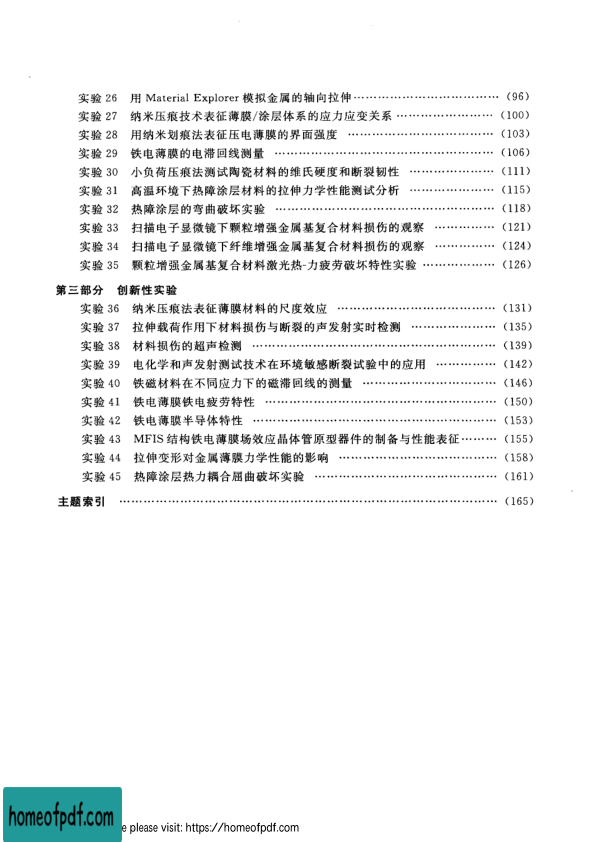 实验 26 用 Material Explorer 模拟金属的轴向拉伸 …………………………… (96)
实验 27 纳米压痕技术表征薄膜/涂层体系的应力应变关系 ………………… (100)
实验 28 用纳米划痕法表征压电薄膜的界面强度 …………………………… (103)
实验 29 铁电薄膜的电滞回线测量 ………………………………………… (106)
实验 30 小负荷压痕法测试陶瓷材料的维氏硬度和断裂韧性 ……………… (111)
实验 31 高温环境下热障涂层材料的拉伸力学性能测试分析 ……………… (115)
实验 32 热障涂层的弯曲破坏实验 ………………………………………… (118)
实验 33 扫描电子显微镜下颗粒增强金属基复合材料损伤的观察 ………… (121)
实验 34 扫描电子显微镜下纤维增强金属基复合材料损伤的观察 ………… (124)
实验 35 颗粒增强金属基复合材料激光热-力疲劳破坏特性实验 …………… (126)
第三部分 创新性实验
实验 36 纳米压痕法表征薄膜材料的尺度效应 ……………………………… (131)
实验 37 拉伸载荷作用下材料损伤与断裂的声发射实时检测 ……………… (135)
实验 38 材料损伤的超声检测 ……………………………………………… (139)
实验 39 电化学和声发射测试技术在环境敏感断裂试验中的应用 ………… (142)
实验 40 铁磁材料在不同应力下的磁滞回线的测量 ………………………… (146)
实验 41 铁电薄膜铁电疲劳特性 …………………………………………… (150)
实验 42 铁电薄膜半导体特性 ……………………………………………… (153)
实验 43 MFIS 结构铁电薄膜场效应晶体管原型器件的制备与性能表征……… (155)
实验 44 拉伸变形对金属薄膜力学性能的影响 ……………………………… (158)
实验 45 热障涂层热力耦合屈曲破坏实验 …………………………………… (161)
主题索引 ……………………………………………………………………… (165)
homeofpdf.com
e please visit: https://homeofpdf.com